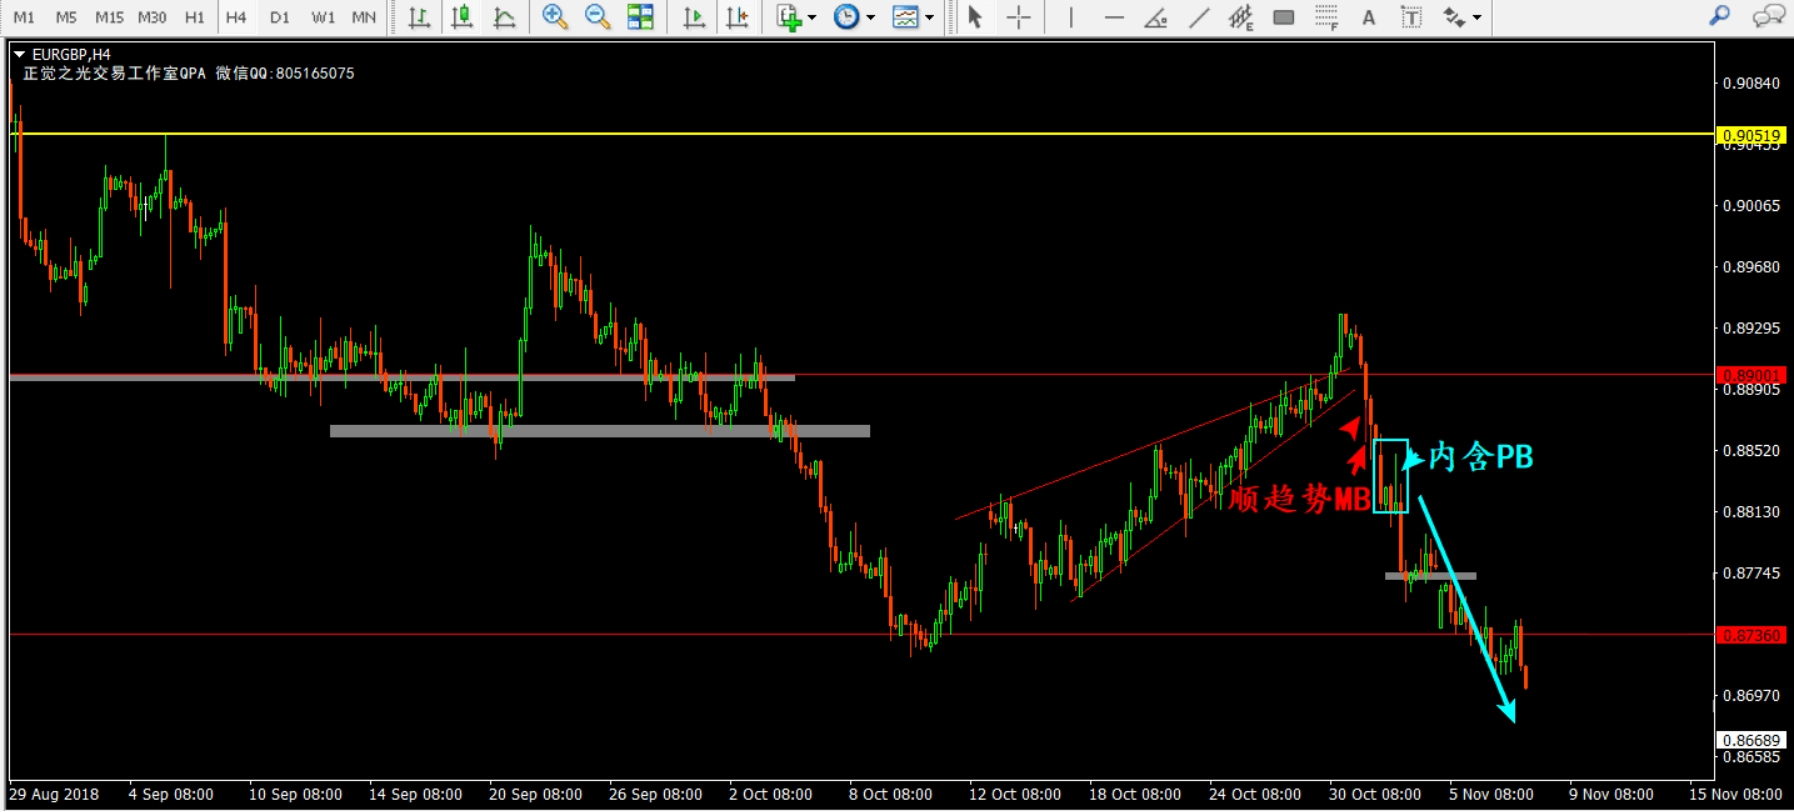 M1 M5 M15 M30 H1 H4 D1 W1 MN E F A T
EURGBP,H4
正觉之光交易工作室QPA 微信QQ:805165075
0.90840
0.90519
0.90455
0.90065
0.89680
0.89295
0.89001
0.88905
0.88520
内含PB
顺趋势MB
0.88130
0.87745
0.87360
0.86970
0.86689
0.86585
29 Aug 2018 4 Sep 08:00 10 Sep 08:00 14 Sep 08:00 20 Sep 08:00 26 Sep 08:00 2 Oct 08:00 8 Oct 08:00 12 Oct 08:00 18 Oct 08:00 24 Oct 08:00 30 Oct 08:00 5 Nov 08:00 9 Nov 08:00 15 Nov 08:00